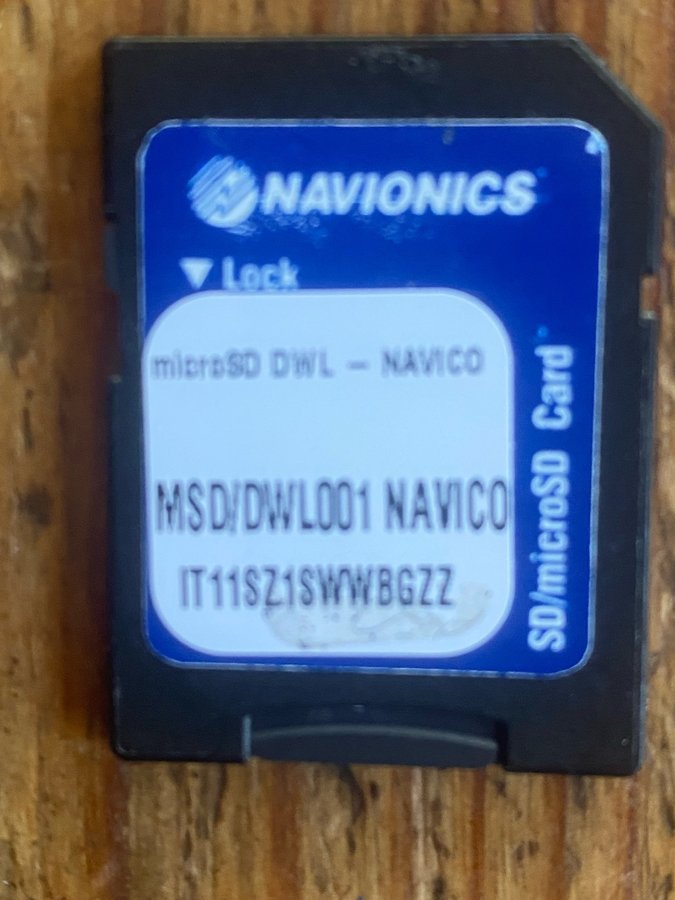 NAVIONICS
▼ Lock
microSD DWL – NAVICO
MSD/DWL001 NAVICO
IT11SZ1SWWBGZZ
SD/microSD Card